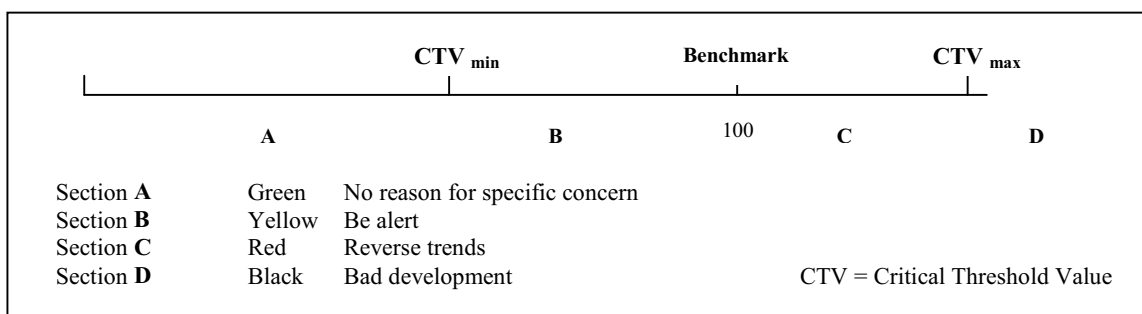 CTV min Benchmark CTV max
A B 100 C D
Section A Green No reason for specific concern
Section B Yellow Be alert
Section C Red Reverse trends
Section D Black Bad development CTV = Critical Threshold Value